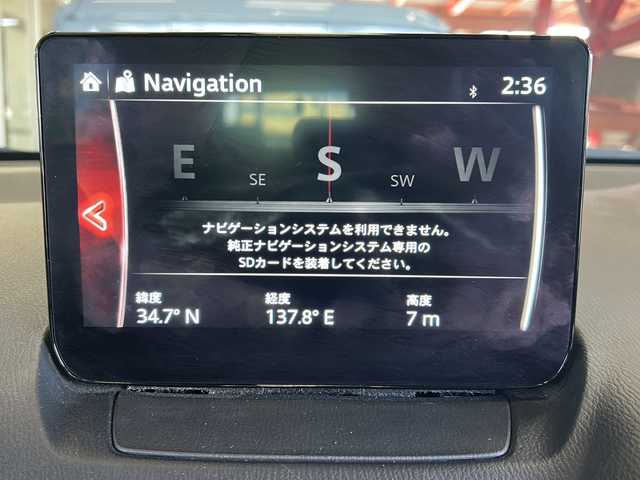 Navigation
2:36
E SE S SW W
ナビゲーションシステムを利用できません。
純正ナビゲーションシステム専用の
SDカードを装着してください。
緯度 経度 高度
34.7° N 137.8° E 7 m